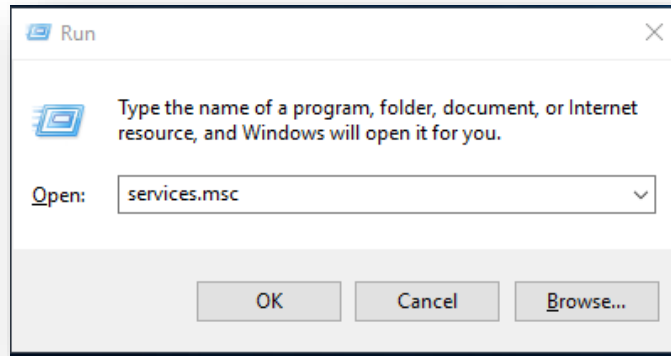 Run
Type the name of a program, folder, document, or Internet
resource, and Windows will open it for you.
Open: services.msc
OK Cancel Browse...